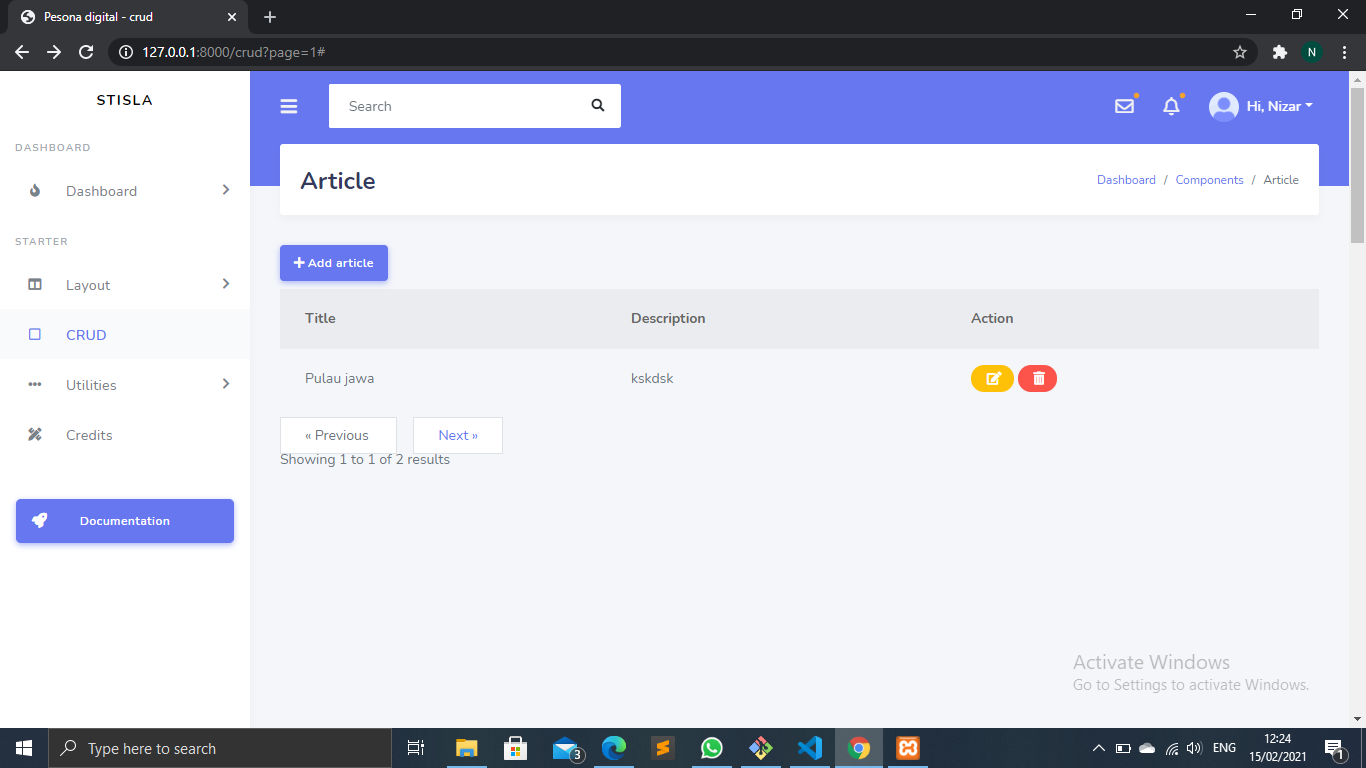 Pesona digital - crud
127.0.0.1:8000/crud?page=1#
N
STISLA
Search
Hi, Nizar
DASHBOARD
Dashboard
STARTER
Layout
CRUD
Utilities
Credits
Documentation
Article
Dashboard / Components / Article
Add article
Title Description Action
Pulau jawa kskdsk
« Previous Next »
Showing 1 to 1 of 2 results
Activate Windows
Go to Settings to activate Windows.
Type here to search
3
ENG
12:24
15/02/2021
1